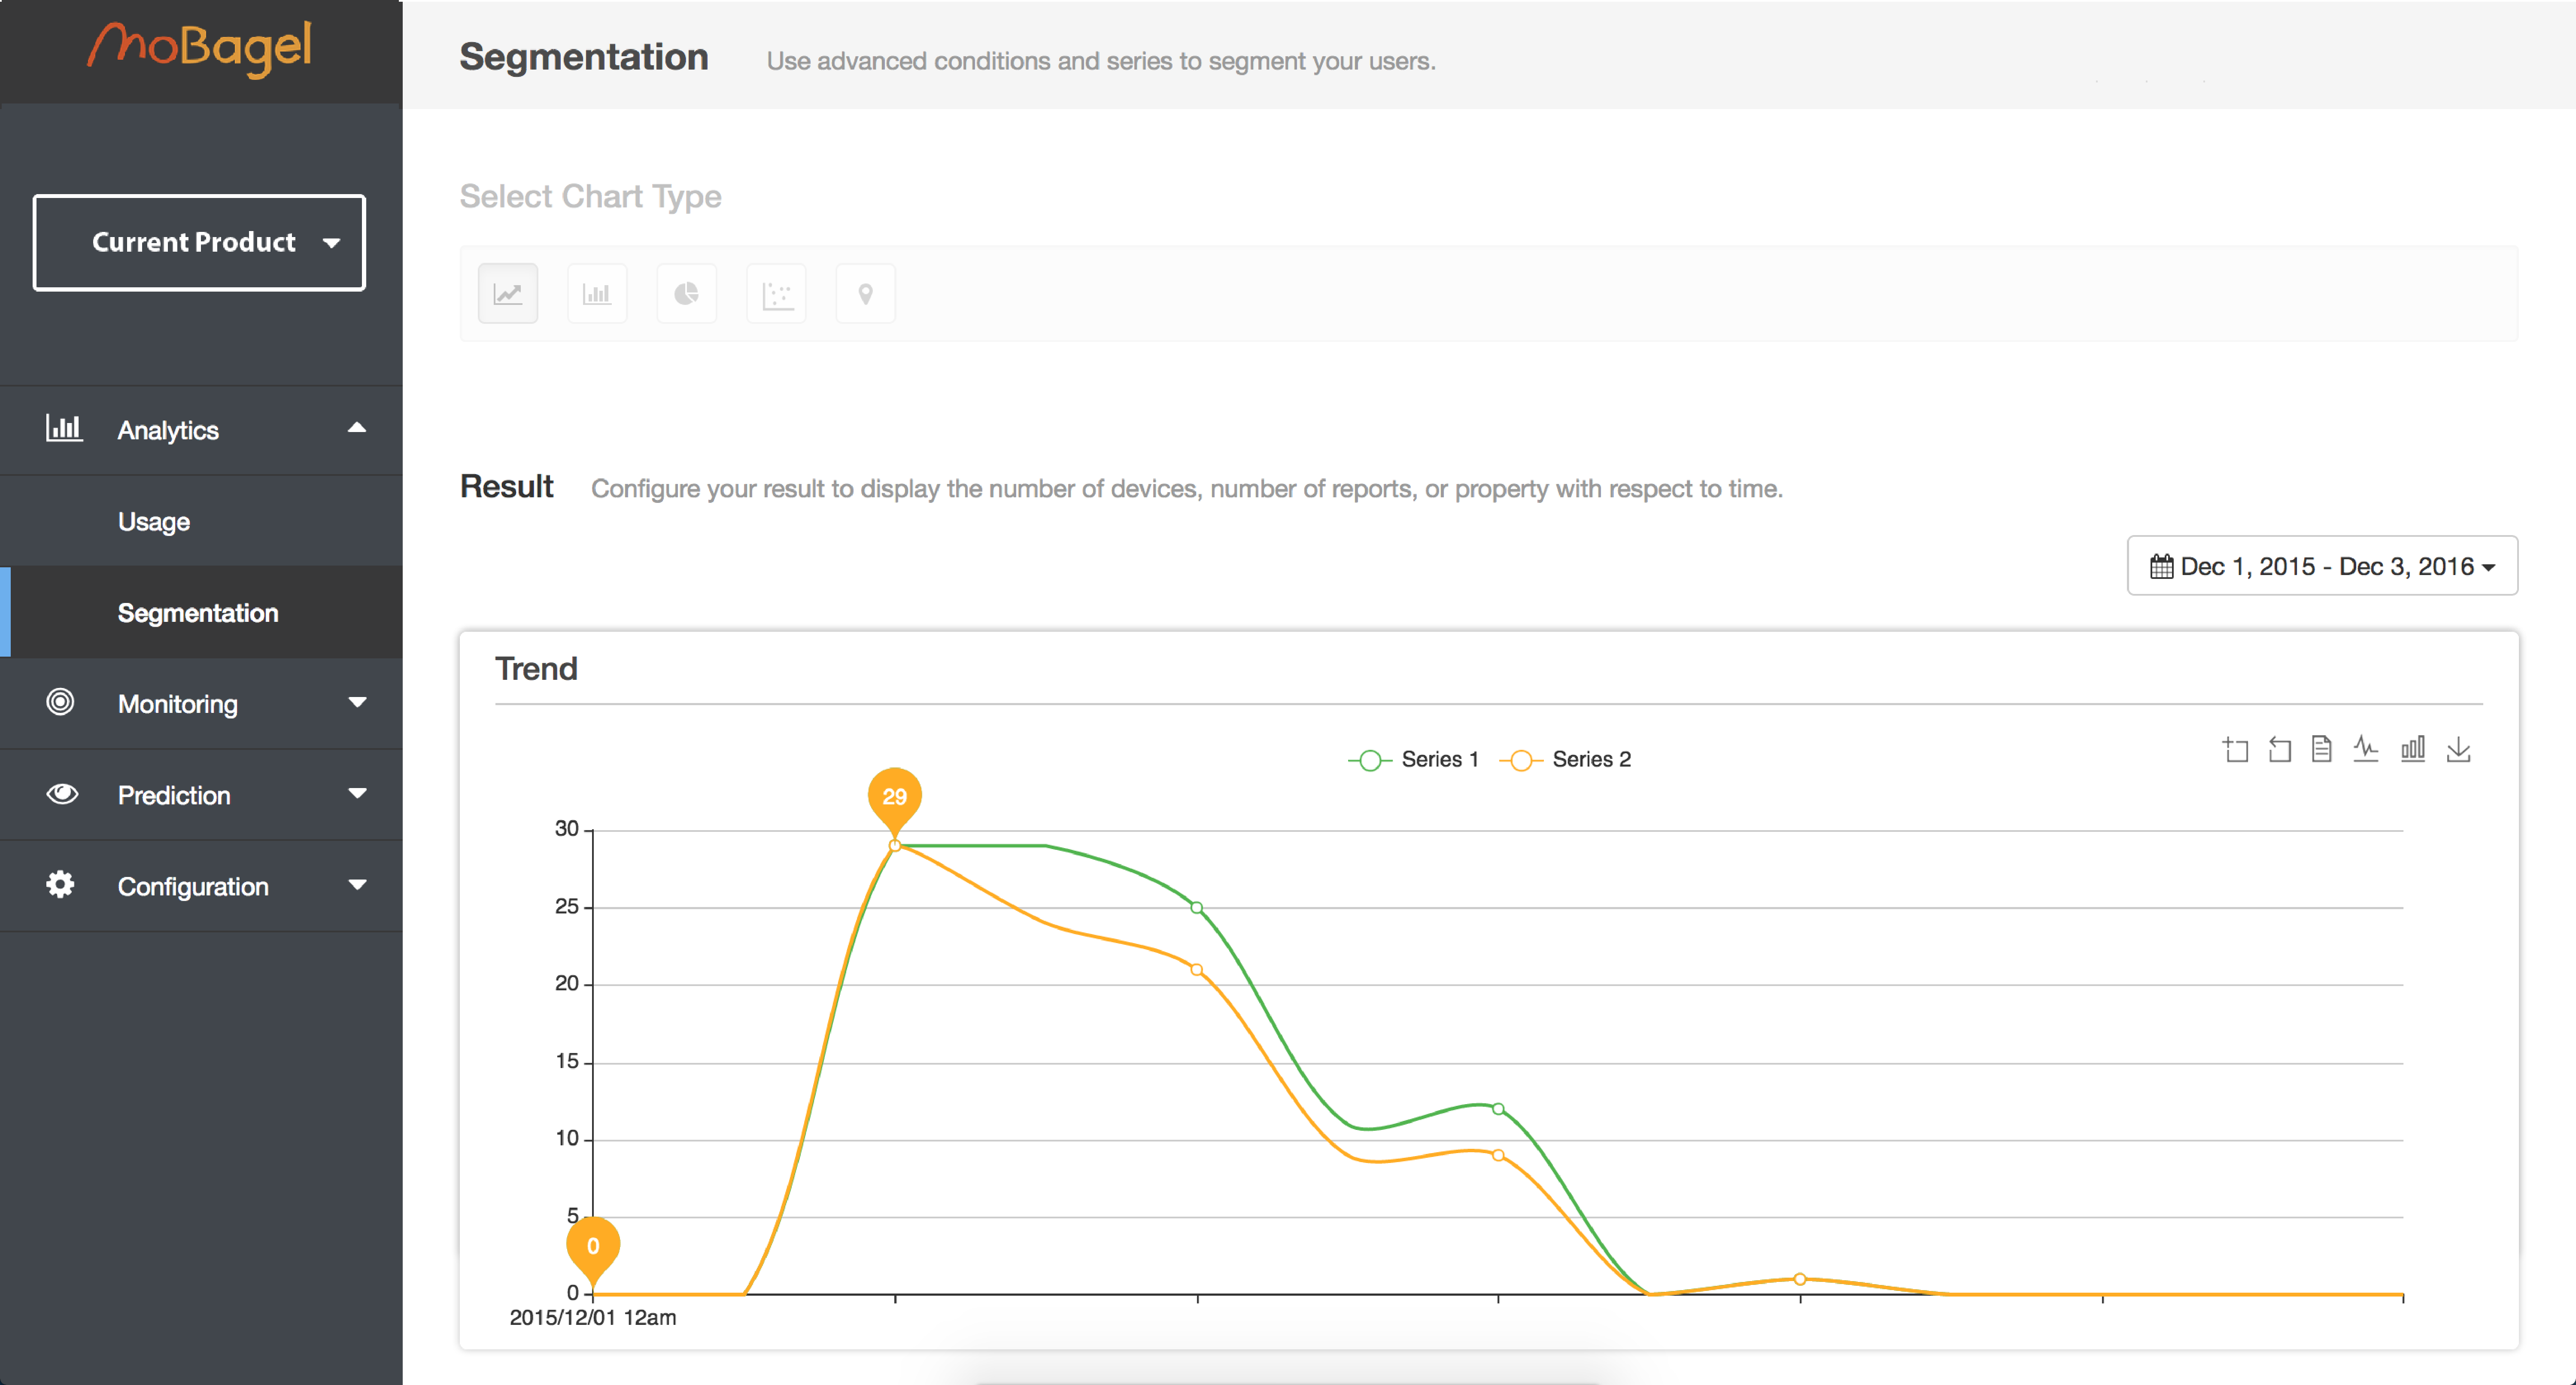 MoBagel
Segmentation Use advanced conditions and series to segment your users.
Current Product
Select Chart Type
Analytics
Usage
Segmentation
Monitoring
Prediction
Configuration
Result Configure your result to display the number of devices, number of reports, or property with respect to time.
Dec 1, 2015 - Dec 3, 2016
Trend
Series 1 Series 2
29
30
25
20
15
10
5
0
0
2015/12/01 12am